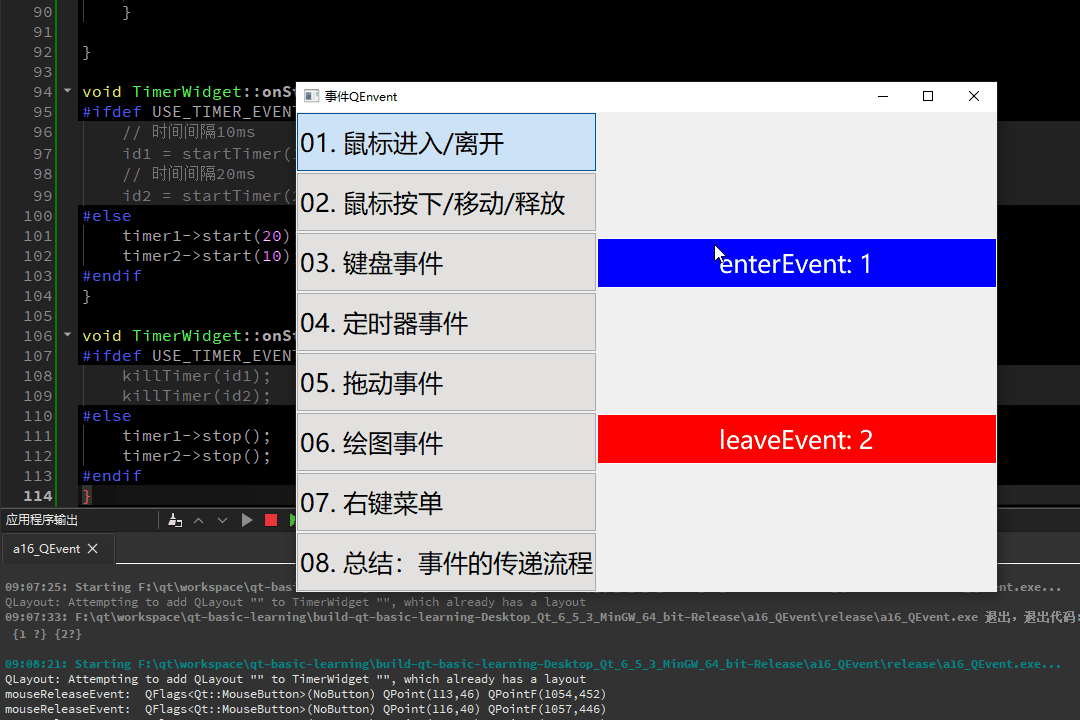 90 }
91
92 }
93
94 void TimerWidget::onSt
95 #ifdef USE_TIMER_EVENT
96 // 时间间隔10ms
97 id1 = startTimer(
98 // 时间间隔20ms
99 id2 = startTimer(
100 #else
101 timer1->start(20)
102 timer2->start(10)
103 #endif
104 }
105
106 void TimerWidget::onSt
107 #ifdef USE_TIMER_EVENT
108 killTimer(id1);
109 killTimer(id2);
110 #else
111 timer1->stop();
112 timer2->stop();
113 #endif
114 }
事件QEnvent
01. 鼠标进入/离开
02. 鼠标按下/移动/释放
03. 键盘事件
04. 定时器事件
05. 拖动事件
06. 绘图事件
07. 右键菜单
08. 总结：事件的传递流程
enterEvent: 1
leaveEvent: 2
应用程序输出
a16_QEvent
09:07:25: Starting F:\qt\workspace\qt-bas vent.exe...
QLayout: Attempting to add QLayout "" to TimerWidget "", which already has a layout
09:07:33: F:\qt\workspace\qt-basic-learning\build-qt-basic-learning-Desktop_Qt_6_5_3_MinGW_64_bit-Release\a16_QEvent\release\a16_QEvent.exe 退出，退出代码:
{1 ?} {2?}
09:08:21: Starting F:\qt\workspace\qt-basic-learning\build-qt-basic-learning-Desktop_Qt_6_5_3_MinGW_64_bit-Release\a16_QEvent\release\a16_QEvent.exe...
QLayout: Attempting to add QLayout "" to TimerWidget "", which already has a layout
mouseReleaseEvent: QFlags<Qt::MouseButton>(NoButton) QPoint(113,46) QPointF(1054,452)
mouseReleaseEvent: QFlags<Qt::MouseButton>(NoButton) QPoint(116,40) QPointF(1057,446)